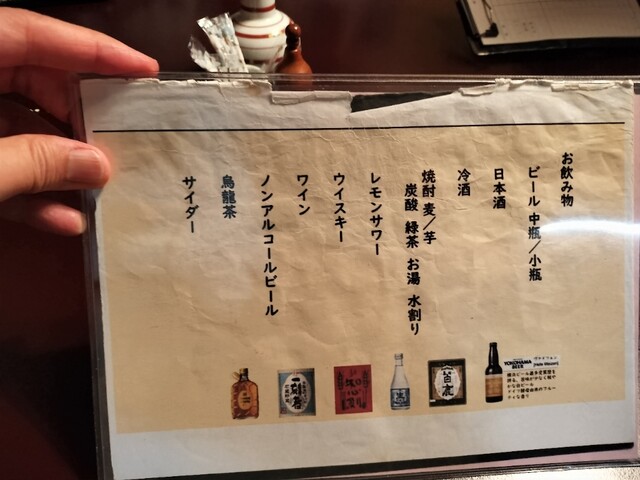 お飲み物
ビール 中瓶／小瓶
日本酒
冷酒
焼酎 麦／芋
炭酸 緑茶 お湯 水割り
レモンサワー
ウイスキー
ワイン
ノンアルコールビール
烏龍茶
サイダー
YOKOHAMA
BEER